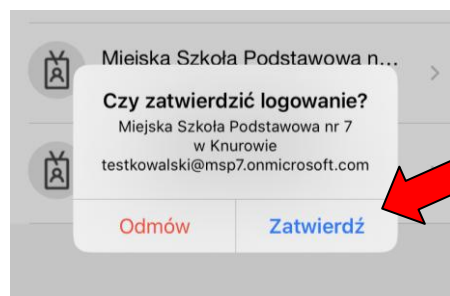 Miejska Szkoła Podstawowa n...
Czy zatwierdzić logowanie?
Miejska Szkoła Podstawowa nr 7
w Knurowie
testkowalski@msp7.onmicrosoft.com
Odmów
Zatwierdź